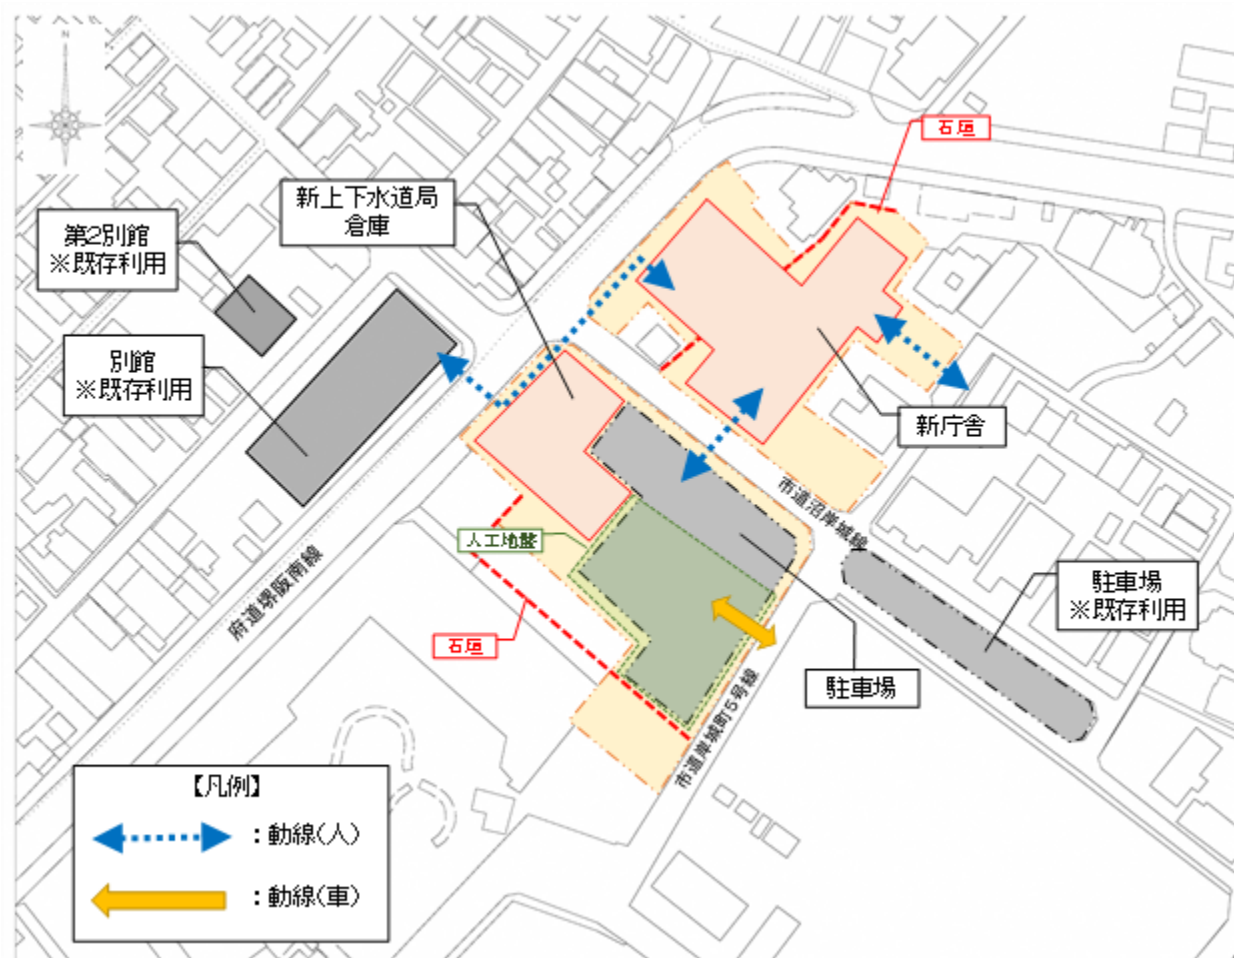 N
石垣
新上下水道局
倉庫
第2別館
※既存利用
別館
※既存利用
新庁舎
市道沼岸城線
人工地盤
駐車場
※既存利用
府道堺阪南線
石垣
駐車場
市道岸城町5号線
【凡例】
：動線(人)
：動線(車)